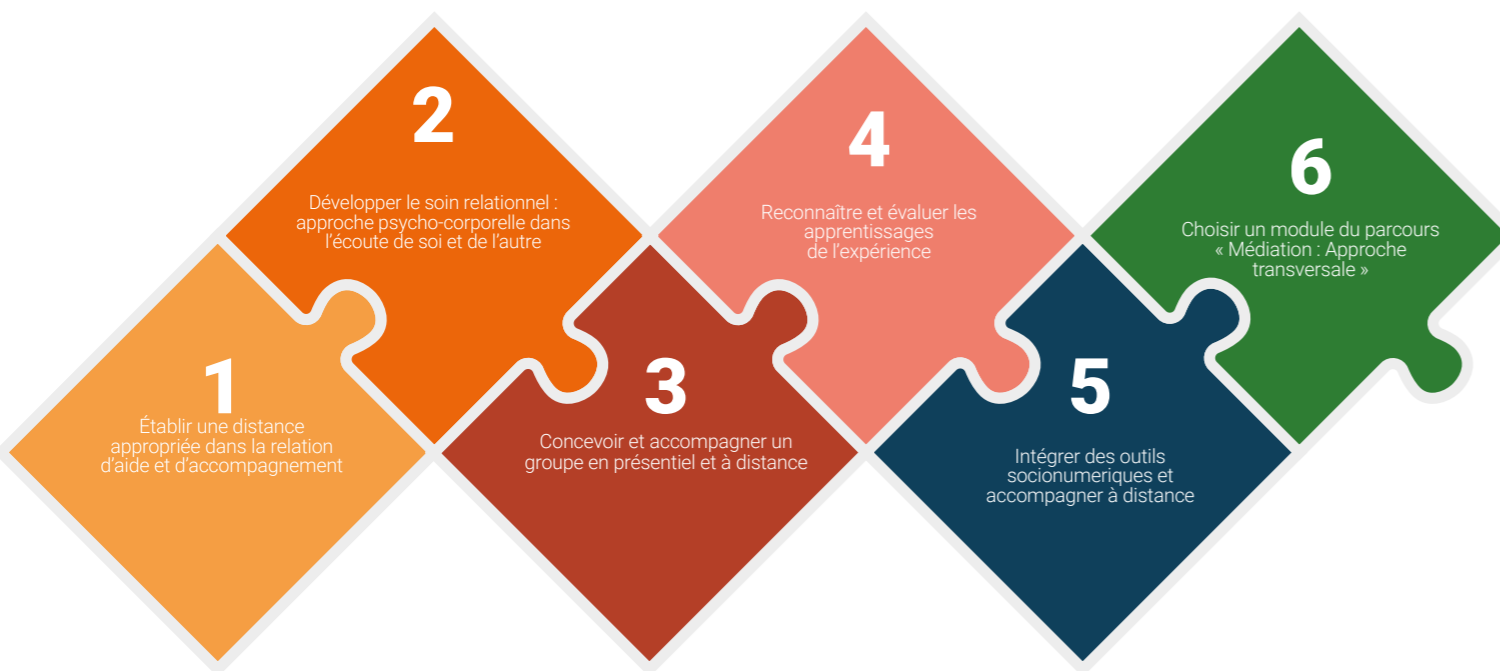 1
Établir une distance
appropriée dans la relation
d’aide et d’accompagnement
2
Développer le soin relationnel :
approche psycho-corporelle dans
l’écoute de soi et de l’autre
3
Concevoir et accompagner un
groupe en présentiel et à distance
4
Reconnaître et évaluer les
apprentissages
de l’expérience
5
Intégrer des outils
socionumeriques et
accompagner à distance
6
Choisir un module du parcours
« Médiation : Approche
transversale »